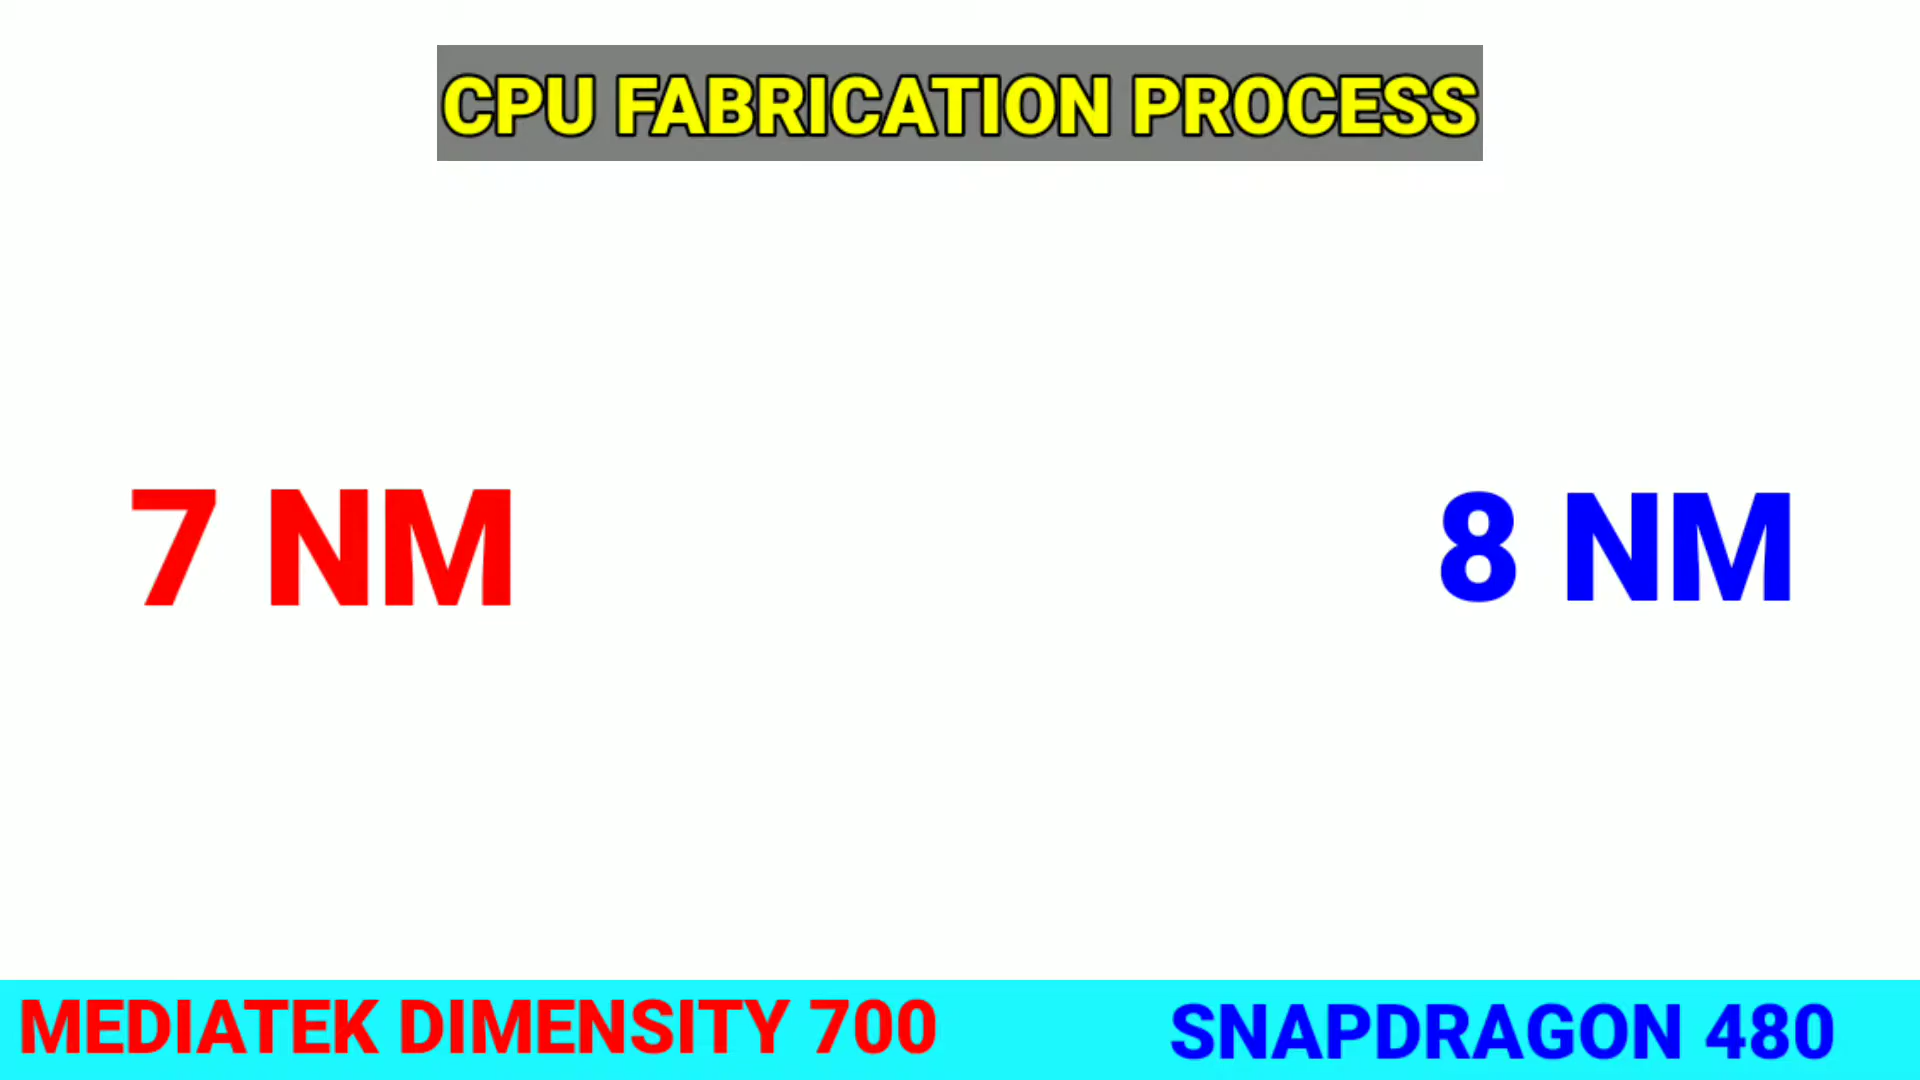 CPU FABRICATION PROCESS
7 NM
8 NM
MEDIATEK DIMENSITY 700
SNAPDRAGON 480